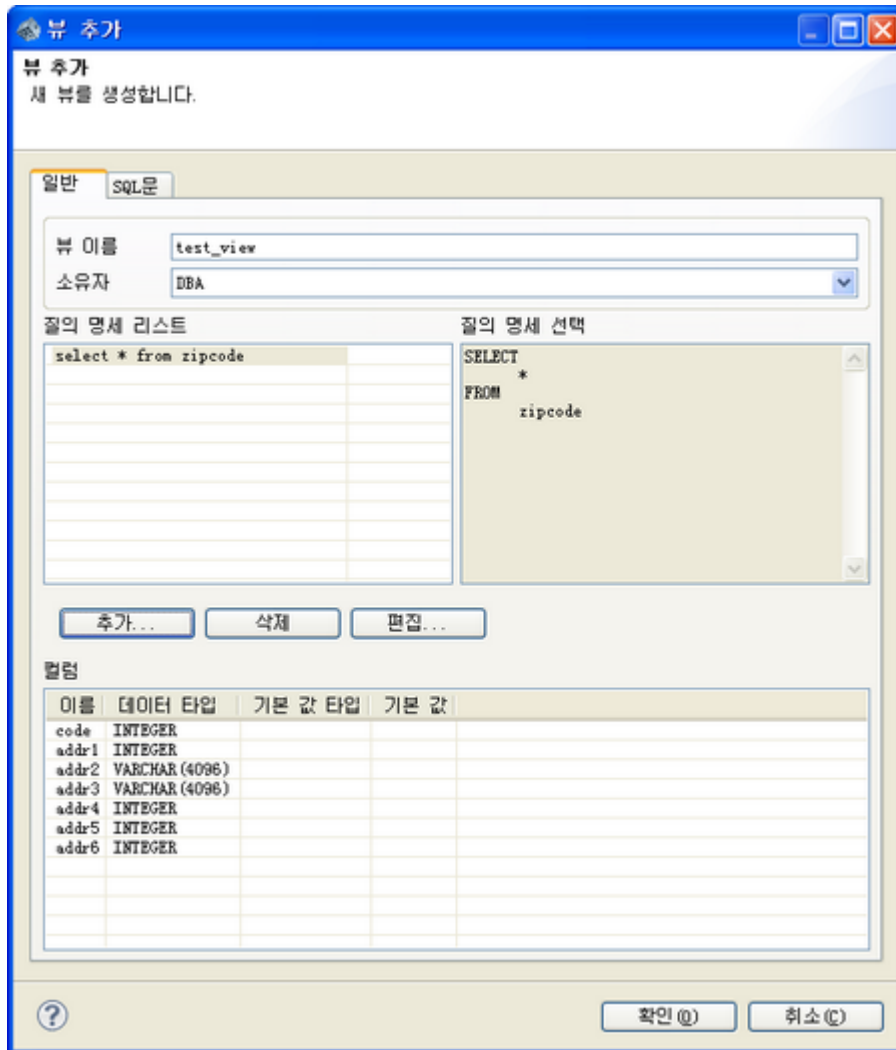 뷰 추가
뷰 추가
새 뷰를 생성합니다.
일반 SQL문
뷰 이름 test_view
소유자 DBA
질의 명세 리스트 질의 명세 선택
select * from zipcode SELECT
*
FROM
zipcode
추가... 삭제 편집...
컬럼
이름 데이터 타입 기본 값 타입 기본 값
code INTEGER
addr1 INTEGER
addr2 VARCHAR(4096)
addr3 VARCHAR(4096)
addr4 INTEGER
addr5 INTEGER
addr6 INTEGER
? 확인(O) 취소(C)